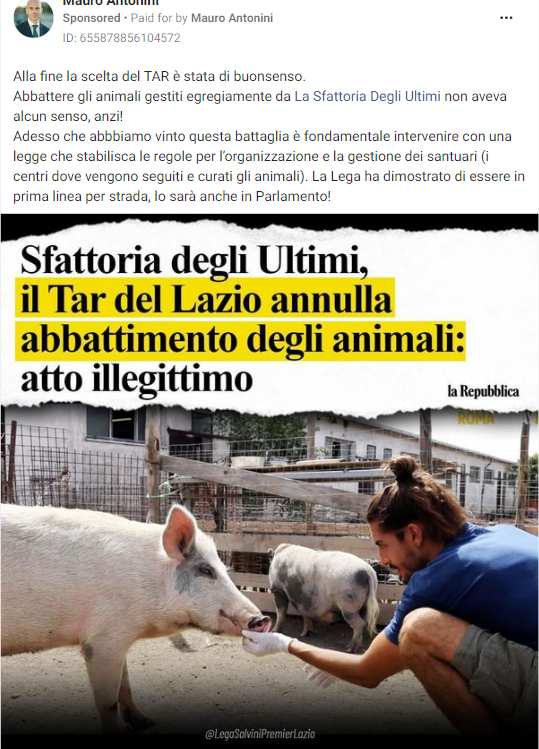 Mauro Antonini
Sponsored • Paid for by Mauro Antonini
ID: 655878856104572
Alla fine la scelta del TAR è stata di buonsenso.
Abbattere gli animali gestiti egregiamente da La Sfattoria Degli Ultimi non aveva
alcun senso, anzi!
Adesso che abbbiamo vinto questa battaglia è fondamentale intervenire con una
legge che stabilisca le regole per l'organizzazione e la gestione dei santuari (i
centri dove vengono seguiti e curati gli animali). La Lega ha dimostrato di essere in
prima linea per strada, lo sarà anche in Parlamento!
Sfattoria degli Ultimi,
il Tar del Lazio annulla
abbattimento degli animali:
atto illegittimo
la Repubblica
ROMA
@LegaSalviniPremierLazio